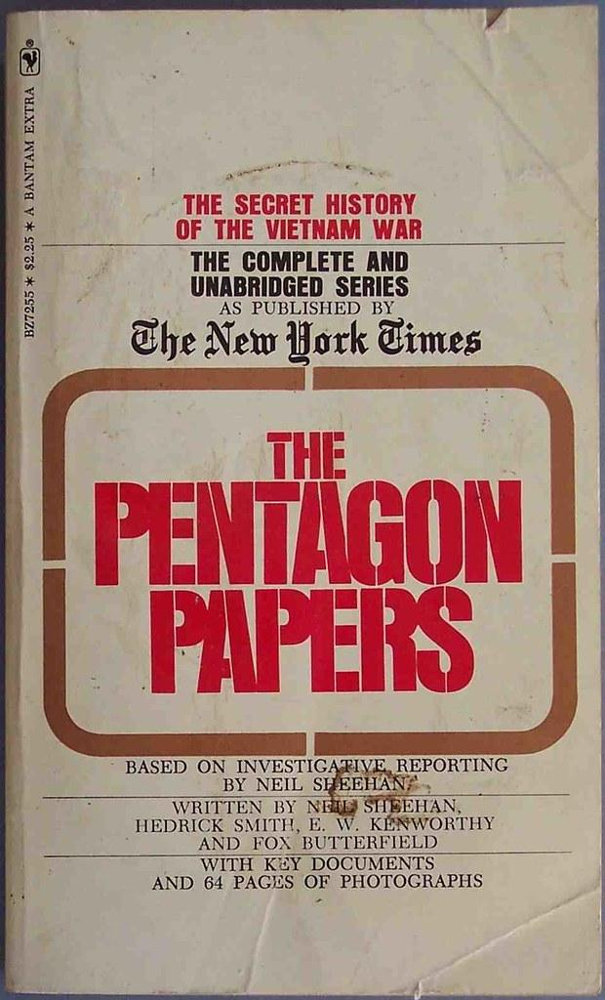 BZ7255 * $2.25 * A BANTAM EXTRA
THE SECRET HISTORY
OF THE VIETNAM WAR
THE COMPLETE AND
UNABRIDGED SERIES
AS PUBLISHED BY
The New York Times
THE
PENTAGON
PAPERS
BASED ON INVESTIGATIVE REPORTING
BY NEIL SHEEHAN.
WRITTEN BY NEIL SHEEHAN,
HEDRICK SMITH, E. W. KENWORTHY
AND FOX BUTTERFIELD
WITH KEY DOCUMENTS
AND 64 PAGES OF PHOTOGRAPHS